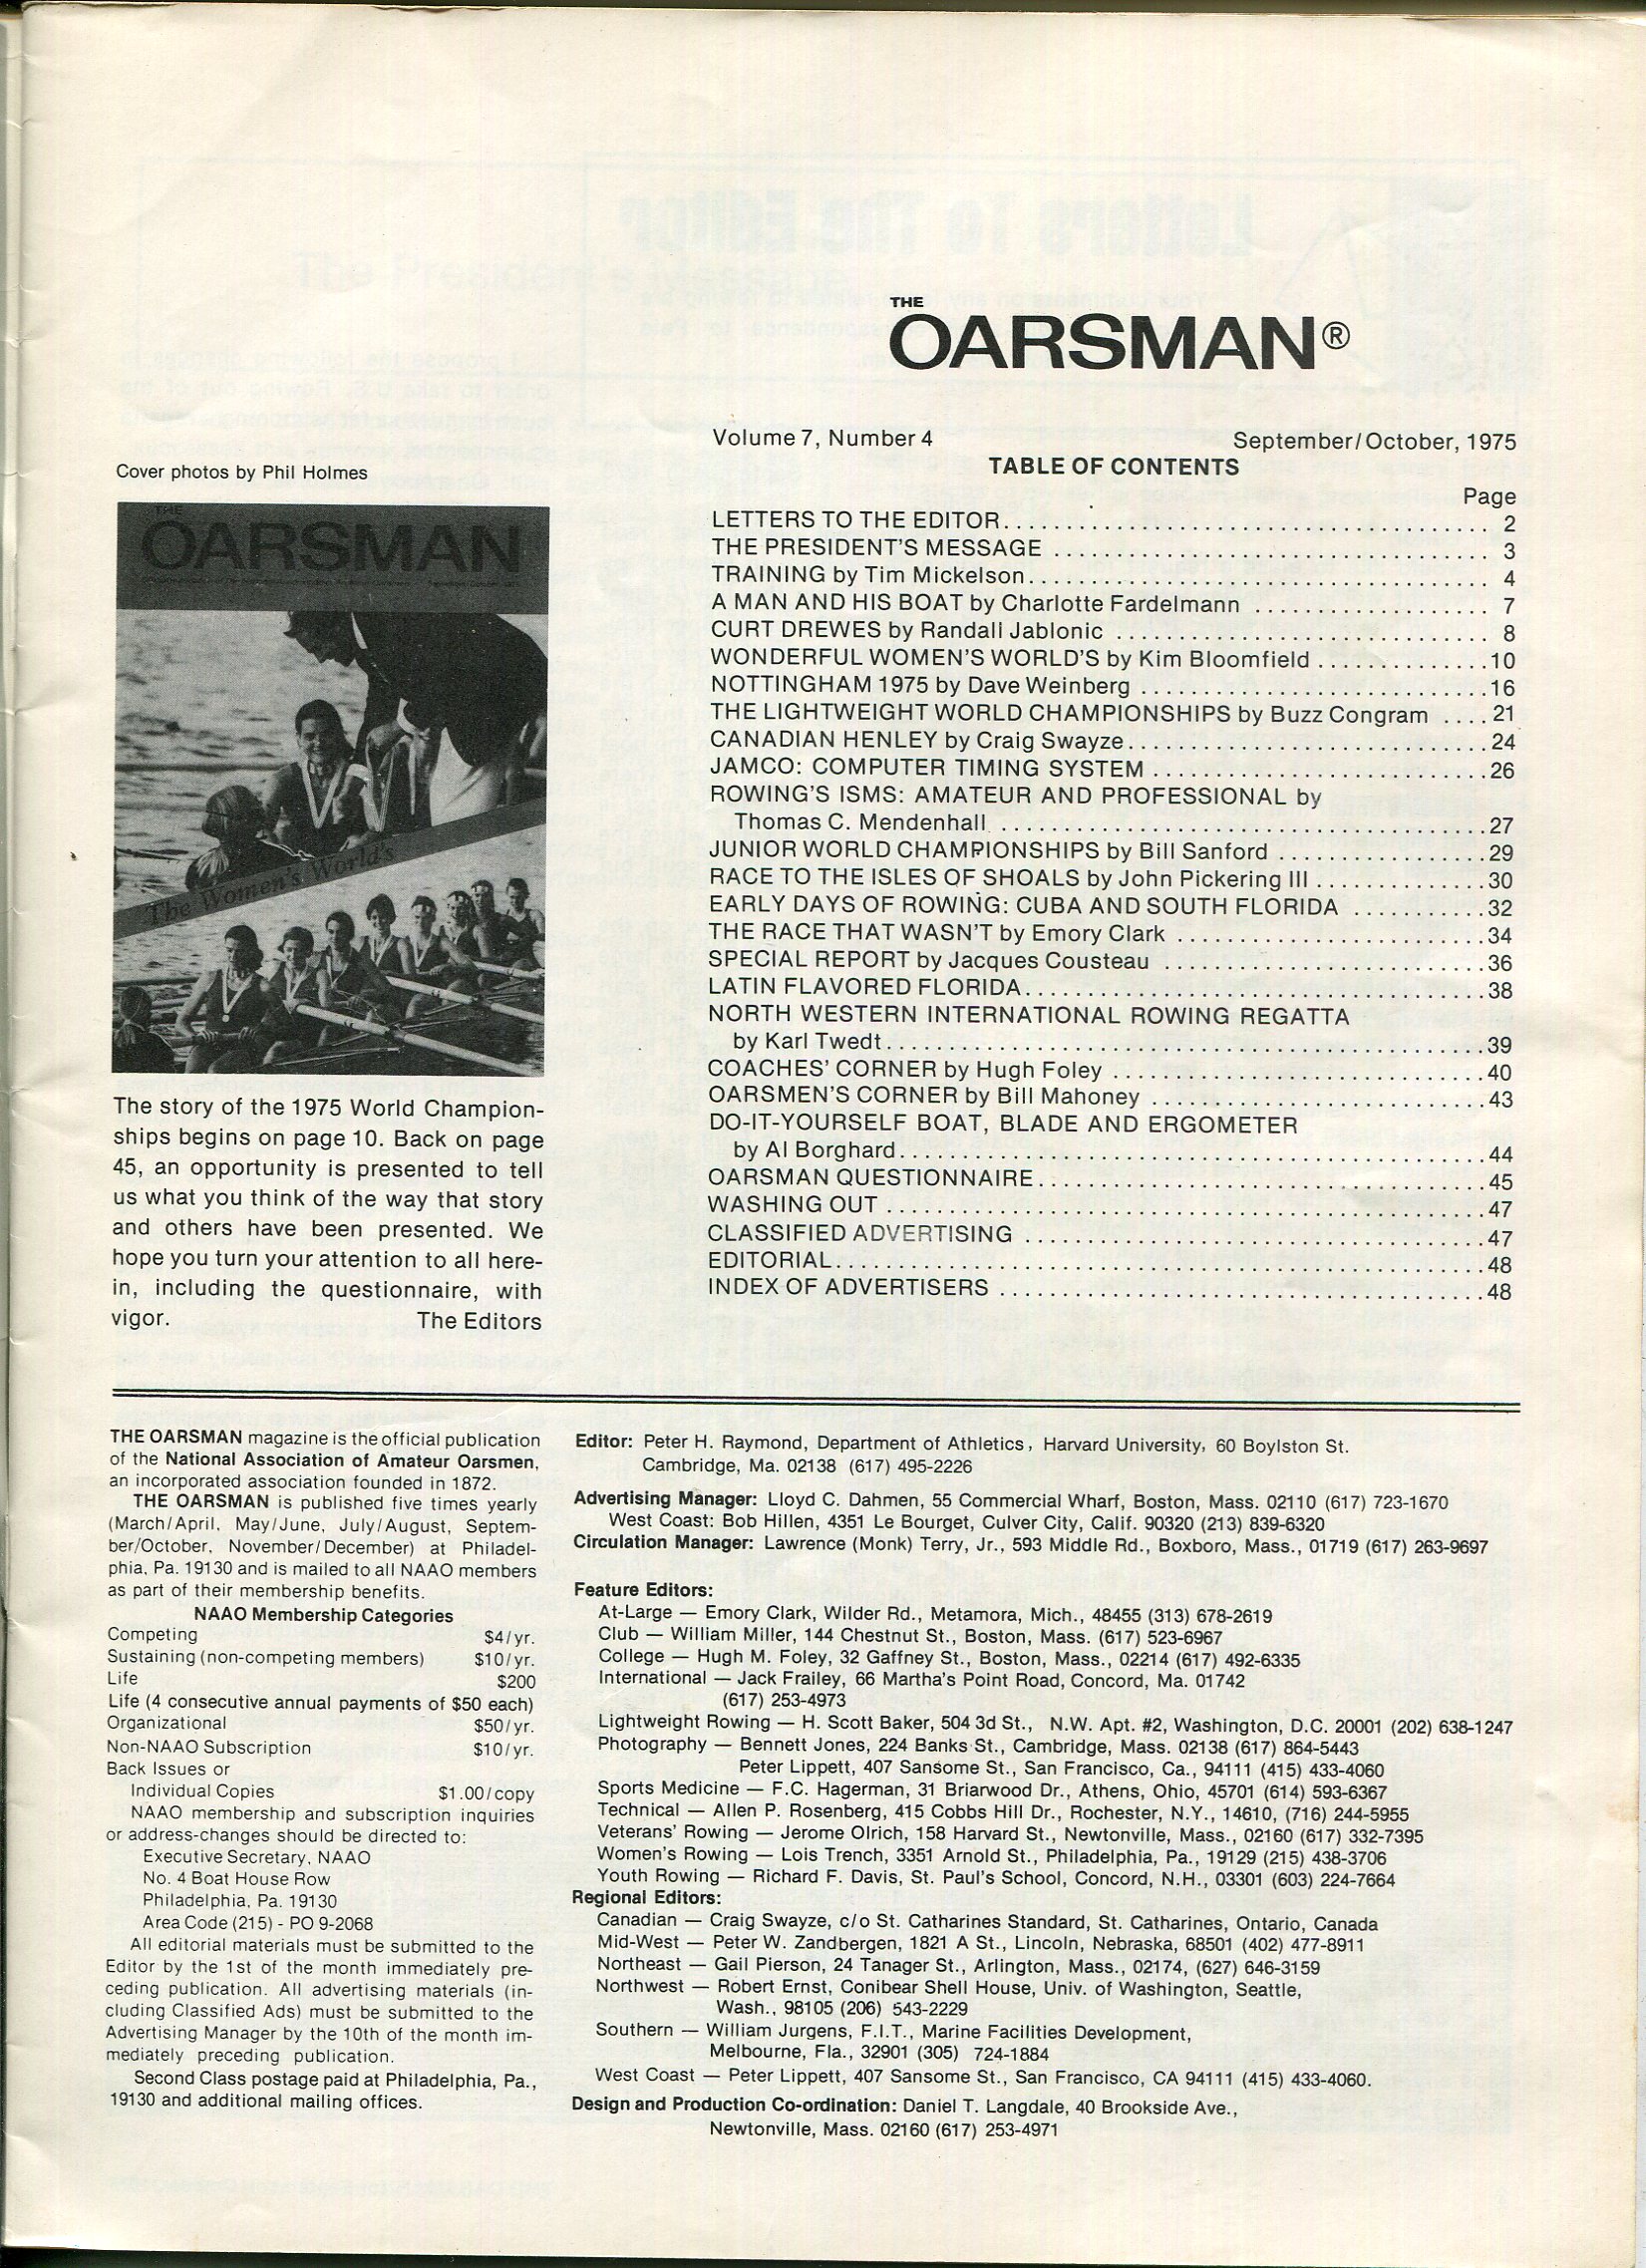 THE
OARSMAN®
Volume 7, Number 4 September/October, 1975
TABLE OF CONTENTS
Page
LETTERS TO THE EDITOR 2
THE PRESIDENT'S MESSAGE 3
TRAINING by Tim Mickelson 4
A MAN AND HIS BOAT by Charlotte Fardelmann 7
CURT DREWES by Randall Jablonic 8
WONDERFUL WOMEN'S WORLD'S by Kim Bloomfield 10
NOTTINGHAM 1975 by Dave Weinberg 16
THE LIGHTWEIGHT WORLD CHAMPIONSHIPS by Buzz Congram 21
CANADIAN HENLEY by Craig Swayze 24
JAMCO: COMPUTER TIMING SYSTEM 26
ROWING'S ISMS: AMATEUR AND PROFESSIONAL by
Thomas C. Mendenhall 27
JUNIOR WORLD CHAMPIONSHIPS by Bill Sanford 29
RACE TO THE ISLES OF SHOALS by John Pickering III 30
EARLY DAYS OF ROWING: CUBA AND SOUTH FLORIDA 32
THE RACE THAT WASN'T by Emory Clark 34
SPECIAL REPORT by Jacques Cousteau 36
LATIN FLAVORED FLORIDA 38
NORTH WESTERN INTERNATIONAL ROWING REGATTA
by Karl Twedt 39
COACHES' CORNER by Hugh Foley 40
OARSMEN'S CORNER by Bill Mahoney 43
DO-IT-YOURSELF BOAT, BLADE AND ERGOMETER
by Al Borghard 44
OARSMAN QUESTIONNAIRE 45
WASHING OUT 47
CLASSIFIED ADVERTISING 47
EDITORIAL 48
INDEX OF ADVERTISERS 48
Cover photos by Phil Holmes
THE
OARSMAN
The Women's World's
The story of the 1975 World Champion-
ships begins on page 10. Back on page
45, an opportunity is presented to tell
us what you think of the way that story
and others have been presented. We
hope you turn your attention to all here-
in, including the questionnaire, with
vigor. The Editors
THE OARSMAN magazine is the official publication
of the National Association of Amateur Oarsmen,
an incorporated association founded in 1872.
THE OARSMAN is published five times yearly
(March/April, May/June, July/August, Septem-
ber/October, November/December) at Philadel-
phia, Pa. 19130 and is mailed to all NAAO members
as part of their membership benefits.
NAAO Membership Categories
Competing $4/yr.
Sustaining (non-competing members) $10/yr.
Life $200
Life (4 consecutive annual payments of $50 each)
Organizational $50/yr.
Non-NAAO Subscription $10/yr.
Back Issues or
Individual Copies $1.00/copy
NAAO membership and subscription inquiries
or address-changes should be directed to:
Executive Secretary, NAAO
No. 4 Boat House Row
Philadelphia, Pa. 19130
Area Code (215) - PO 9-2068
All editorial materials must be submitted to the
Editor by the 1st of the month immediately pre-
ceding publication. All advertising materials (in-
cluding Classified Ads) must be submitted to the
Advertising Manager by the 10th of the month im-
mediately preceding publication.
Second Class postage paid at Philadelphia, Pa.,
19130 and additional mailing offices.
Editor: Peter H. Raymond, Department of Athletics, Harvard University, 60 Boylston St.
Cambridge, Ma. 02138 (617) 495-2226
Advertising Manager: Lloyd C. Dahmen, 55 Commercial Wharf, Boston, Mass. 02110 (617) 723-1670
West Coast: Bob Hillen, 4351 Le Bourget, Culver City, Calif. 90320 (213) 839-6320
Circulation Manager: Lawrence (Monk) Terry, Jr., 593 Middle Rd., Boxboro, Mass., 01719 (617) 263-9697
Feature Editors:
At-Large — Emory Clark, Wilder Rd., Metamora, Mich., 48455 (313) 678-2619
Club — William Miller, 144 Chestnut St., Boston, Mass. (617) 523-6967
College — Hugh M. Foley, 32 Gaffney St., Boston, Mass., 02214 (617) 492-6335
International — Jack Frailey, 66 Martha's Point Road, Concord, Ma. 01742
(617) 253-4973
Lightweight Rowing — H. Scott Baker, 504 3d St., N.W. Apt. #2, Washington, D.C. 20001 (202) 638-1247
Photography — Bennett Jones, 224 Banks St., Cambridge, Mass. 02138 (617) 864-5443
Peter Lippett, 407 Sansome St., San Francisco, Ca., 94111 (415) 433-4060
Sports Medicine — F.C. Hagerman, 31 Briarwood Dr., Athens, Ohio, 45701 (614) 593-6367
Technical — Allen P. Rosenberg, 415 Cobbs Hill Dr., Rochester, N.Y., 14610, (716) 244-5955
Veterans' Rowing — Jerome Olrich, 158 Harvard St., Newtonville, Mass., 02160 (617) 332-7395
Women's Rowing — Lois Trench, 3351 Arnold St., Philadelphia, Pa., 19129 (215) 438-3706
Youth Rowing — Richard F. Davis, St. Paul's School, Concord, N.H., 03301 (603) 224-7664
Regional Editors:
Canadian — Craig Swayze, c/o St. Catharines Standard, St. Catharines, Ontario, Canada
Mid-West — Peter W. Zandbergen, 1821 A St., Lincoln, Nebraska, 68501 (402) 477-8911
Northeast — Gail Pierson, 24 Tanager St., Arlington, Mass., 02174, (627) 646-3159
Northwest — Robert Ernst, Conibear Shell House, Univ. of Washington, Seattle,
Wash., 98105 (206) 543-2229
Southern — William Jurgens, F.I.T., Marine Facilities Development,
Melbourne, Fla., 32901 (305) 724-1884
West Coast — Peter Lippett, 407 Sansome St., San Francisco, CA 94111 (415) 433-4060.
Design and Production Co-ordination: Daniel T. Langdale, 40 Brookside Ave.,
Newtonville, Mass. 02160 (617) 253-4971